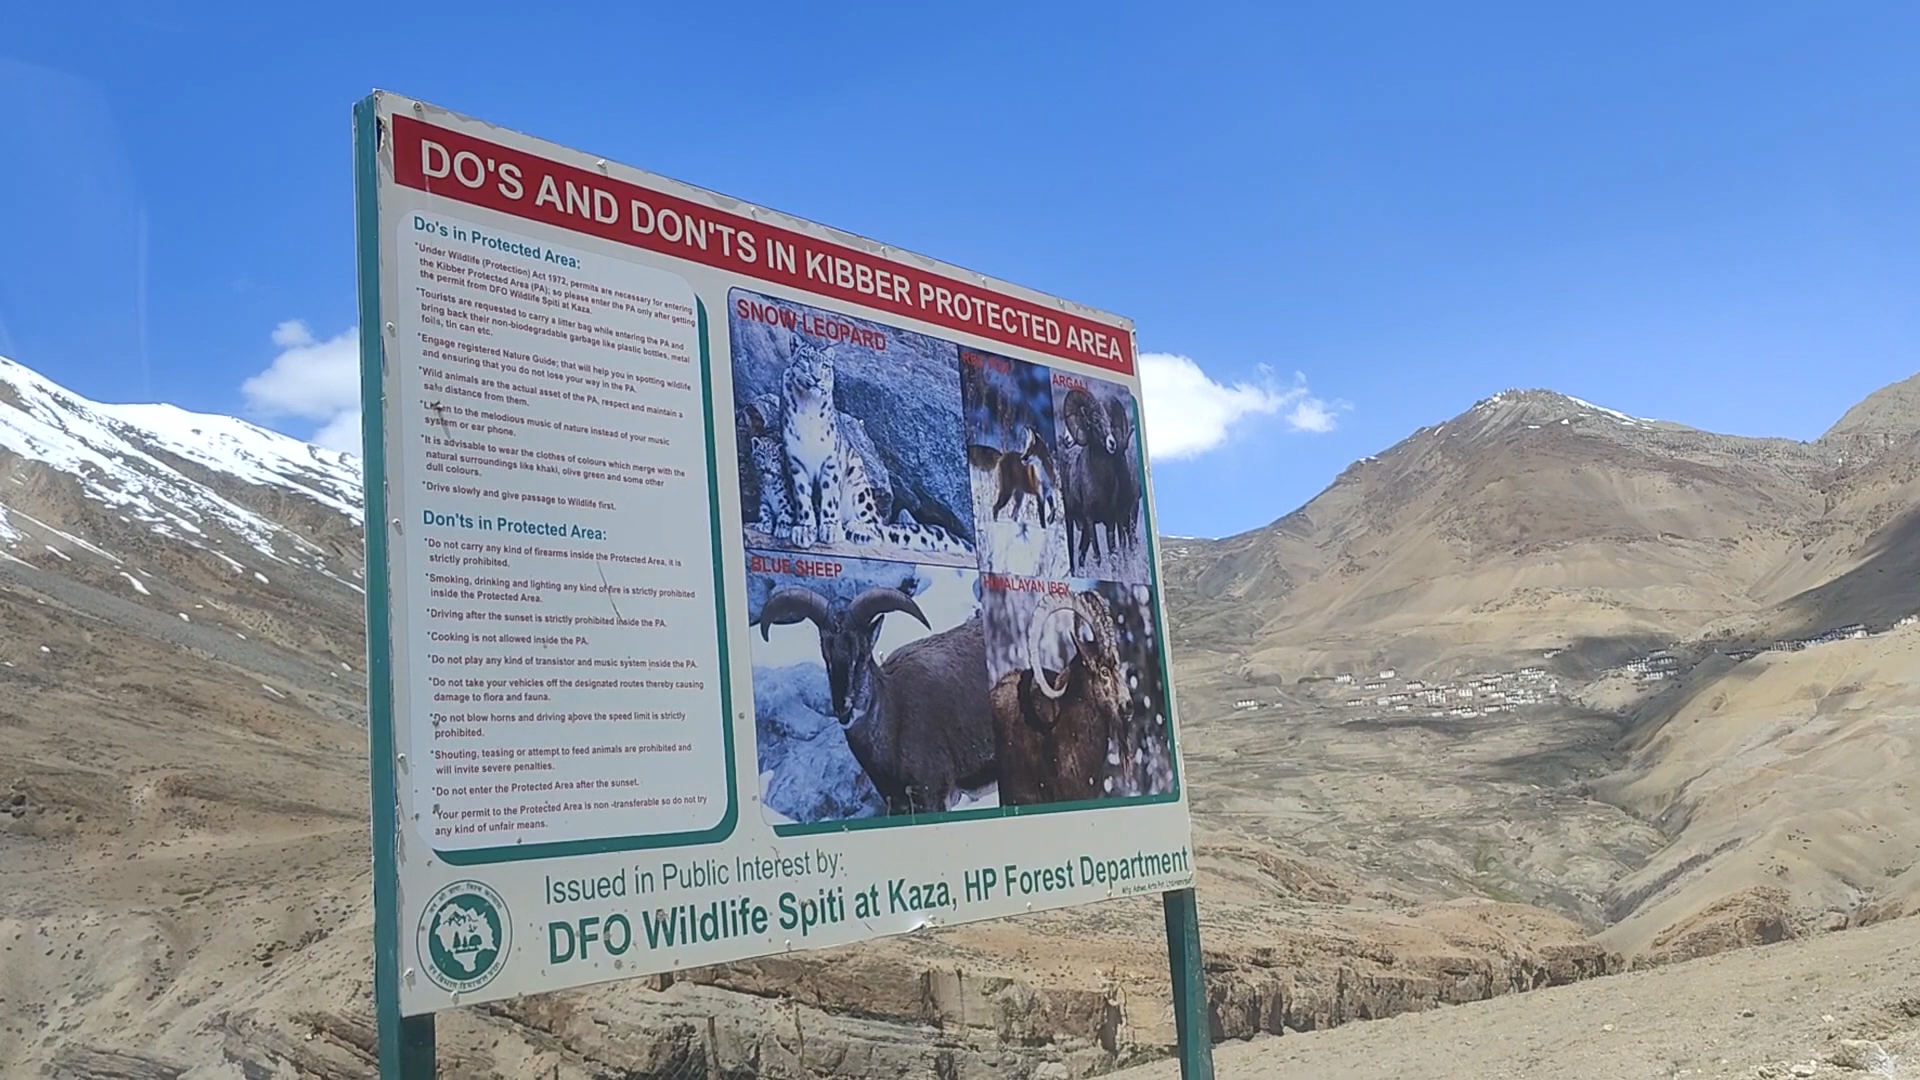 DO'S AND DON'TS IN KIBBER PROTECTED AREA
Do's in Protected Area:
*Under Wildlife (Protection) Act 1972, permits are necessary for entering
the Kibber Protected Area (PA); so please enter the PA only after getting
the permit from DFO Wildlife Spiti at Kaza.
*Tourists are requested to carry a litter bag while entering the PA and
bring back their non-biodegradable garbage like plastic bottles, metal
foils, tin can etc.
*Engage registered Nature Guide; that will help you in spotting wildlife
and ensuring that you do not lose your way in the PA.
*Wild animals are the actual asset of the PA, respect and maintain a
safe distance from them.
*Listen to the melodious music of nature instead of your music
system or ear phone.
*It is advisable to wear the clothes of colours which merge with the
natural surroundings like khaki, olive green and some other
dull colours.
*Drive slowly and give passage to Wildlife first.
Don'ts in Protected Area:
*Do not carry any kind of firearms inside the Protected Area, it is
strictly prohibited.
*Smoking, drinking and lighting any kind of fire is strictly prohibited
inside the Protected Area.
*Driving after the sunset is strictly prohibited inside the PA.
*Cooking is not allowed inside the PA.
*Do not play any kind of transistor and music system inside the PA.
*Do not take your vehicles off the designated routes thereby causing
damage to flora and fauna.
*Do not blow horns and driving above the speed limit is strictly
prohibited.
*Shouting, teasing or attempt to feed animals are prohibited and
will invite severe penalties.
*Do not enter the Protected Area after the sunset.
*Your permit to the Protected Area is non -transferable so do not try
any kind of unfair means.
SNOW LEOPARD
ARGALI
BLUE SHEEP
HIMALAYAN IBEX
Issued in Public Interest by:
DFO Wildlife Spiti at Kaza, HP Forest Department